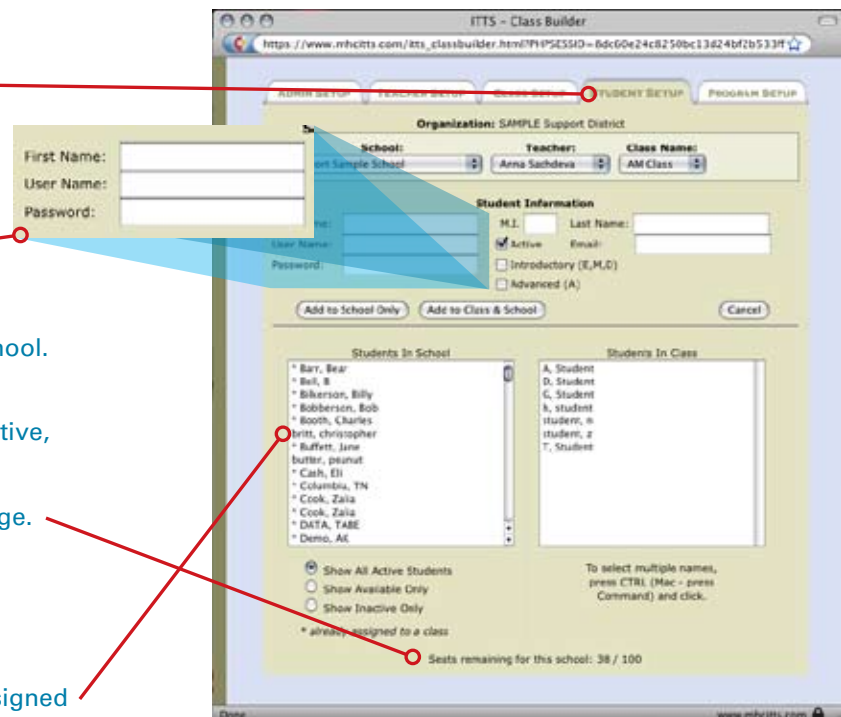 ITTS – Class Builder
https://www.mhcitts.com/itts_classbuilder.html?PHPSESSID=8dc60e24c8250bc13d24bf2b533ff
ADMIN SETUP TEACHER SETUP CLASS SETUP STUDENT SETUP PROGRAM SETUP
Organization: SAMPLE Support District
School: Teacher: Class Name:
Sample School Anna Sachdeva AM Class
First Name:
User Name:
Password:
Student Information
M.I. Last Name:
User Name: Active Email:
Password: Introductory (E,M,D)
Advanced (A)
Add to School Only Add to Class & School Cancel
hool.
tive,
ge.
signed
Students In School
* Barr, Bear
* Bell, B
* Bilkerson, Billy
* Bobberson, Bob
* Booth, Charles
britt, christopher
* Buffett, Jane
butter, peanut
* Cash, Eli
* Columbia, TN
* Cook, Zalia
* Cook, Zalia
* DATA, TABE
* Demo, AK
Students In Class
A, Student
D, Student
G, Student
h, student
student, n
student, z
T, Student
Show All Active Students
Show Available Only
Show Inactive Only
* already assigned to a class
To select multiple names,
press CTRL (Mac - press
Command) and click.
Seats remaining for this school: 38 / 100
Done www.mhcitts.com